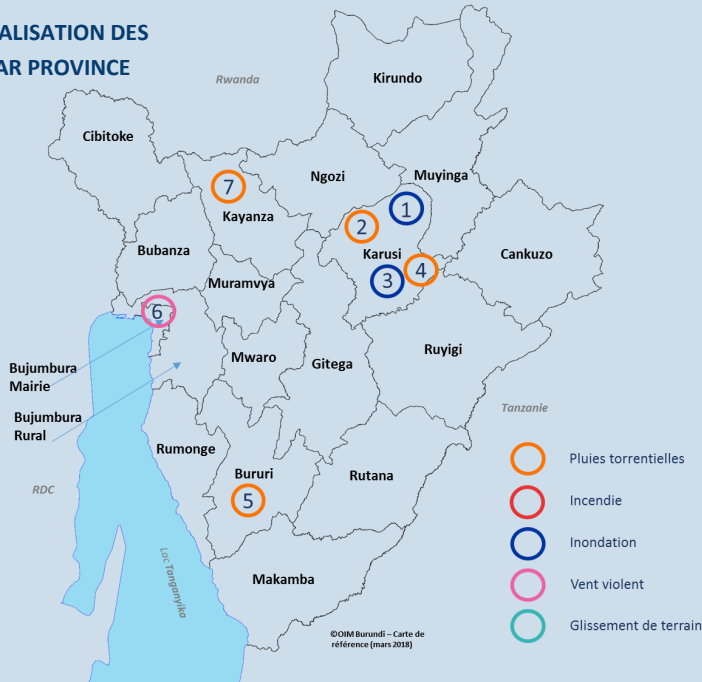 ALISATION DES
AR PROVINCE
Rwanda
Kirundo
Cibitoke
Ngozi
Muyinga
7
Kayanza
1
2
Bubanza
Karusi
Cankuzo
4
3
Muramvya
6
Bujumbura
Mairie
Mwaro
Gitega
Ruyigi
Bujumbura
Rural
Tanzanie
Rumonge
Bururi
Rutana
RDC
5
Lac Tanganyika
Makamba
Pluies torrentielles
Incendie
Inondation
Vent violent
Glissement de terrain
©OIM Burundi – Carte de
référence (mars 2018)